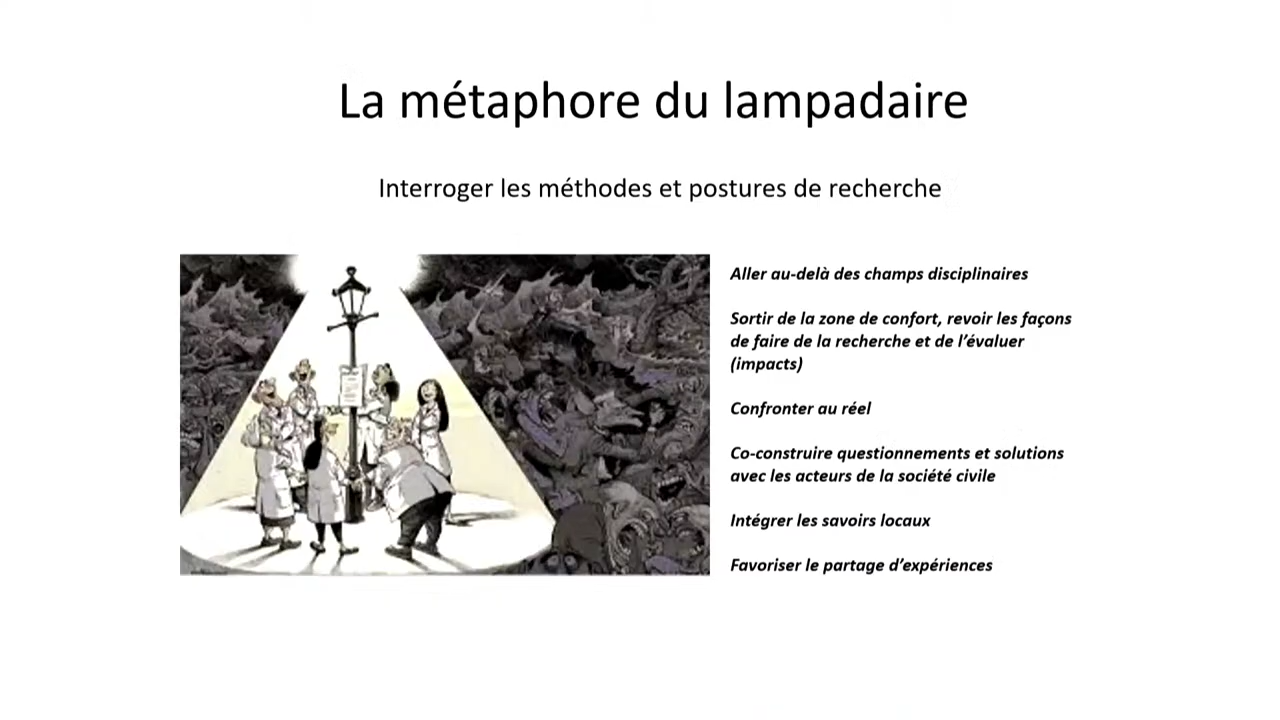 La métaphore du lampadaire
Interroger les méthodes et postures de recherche
Aller au-delà des champs disciplinaires
Sortir de la zone de confort, revoir les façons
de faire de la recherche et de l'évaluer
(impacts)
Confronter au réel
Co-construire questionnements et solutions
avec les acteurs de la société civile
Intégrer les savoirs locaux
Favoriser le partage d'expériences